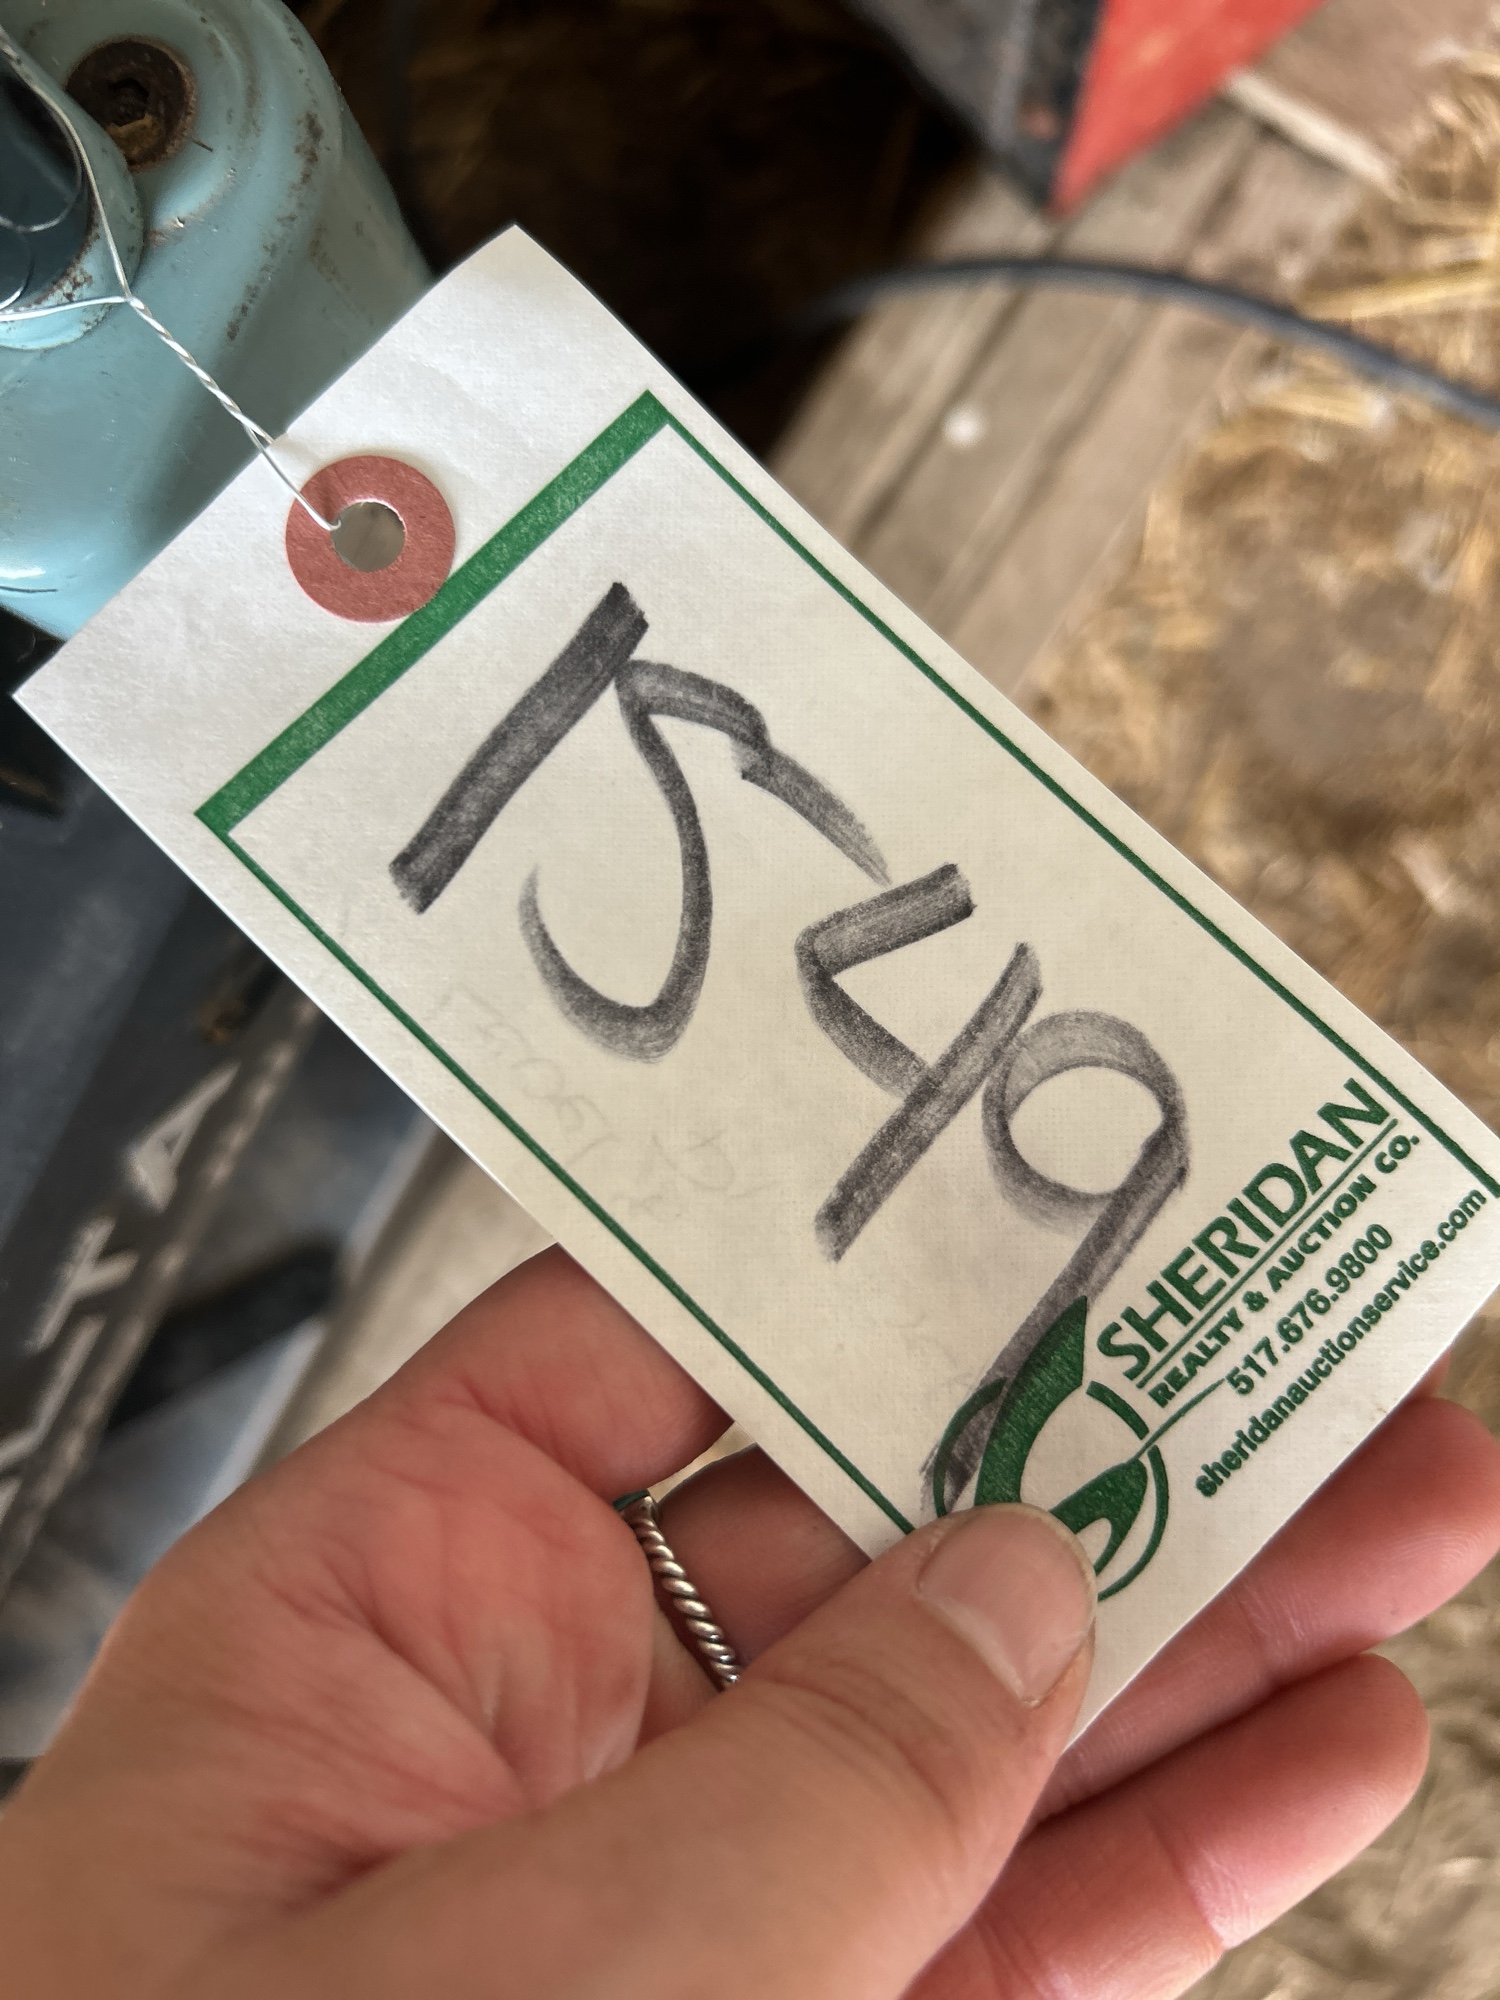 1549
SHERIDAN
REALTY & AUCTION CO.
517.676.9800
sheridanauctionservice.com